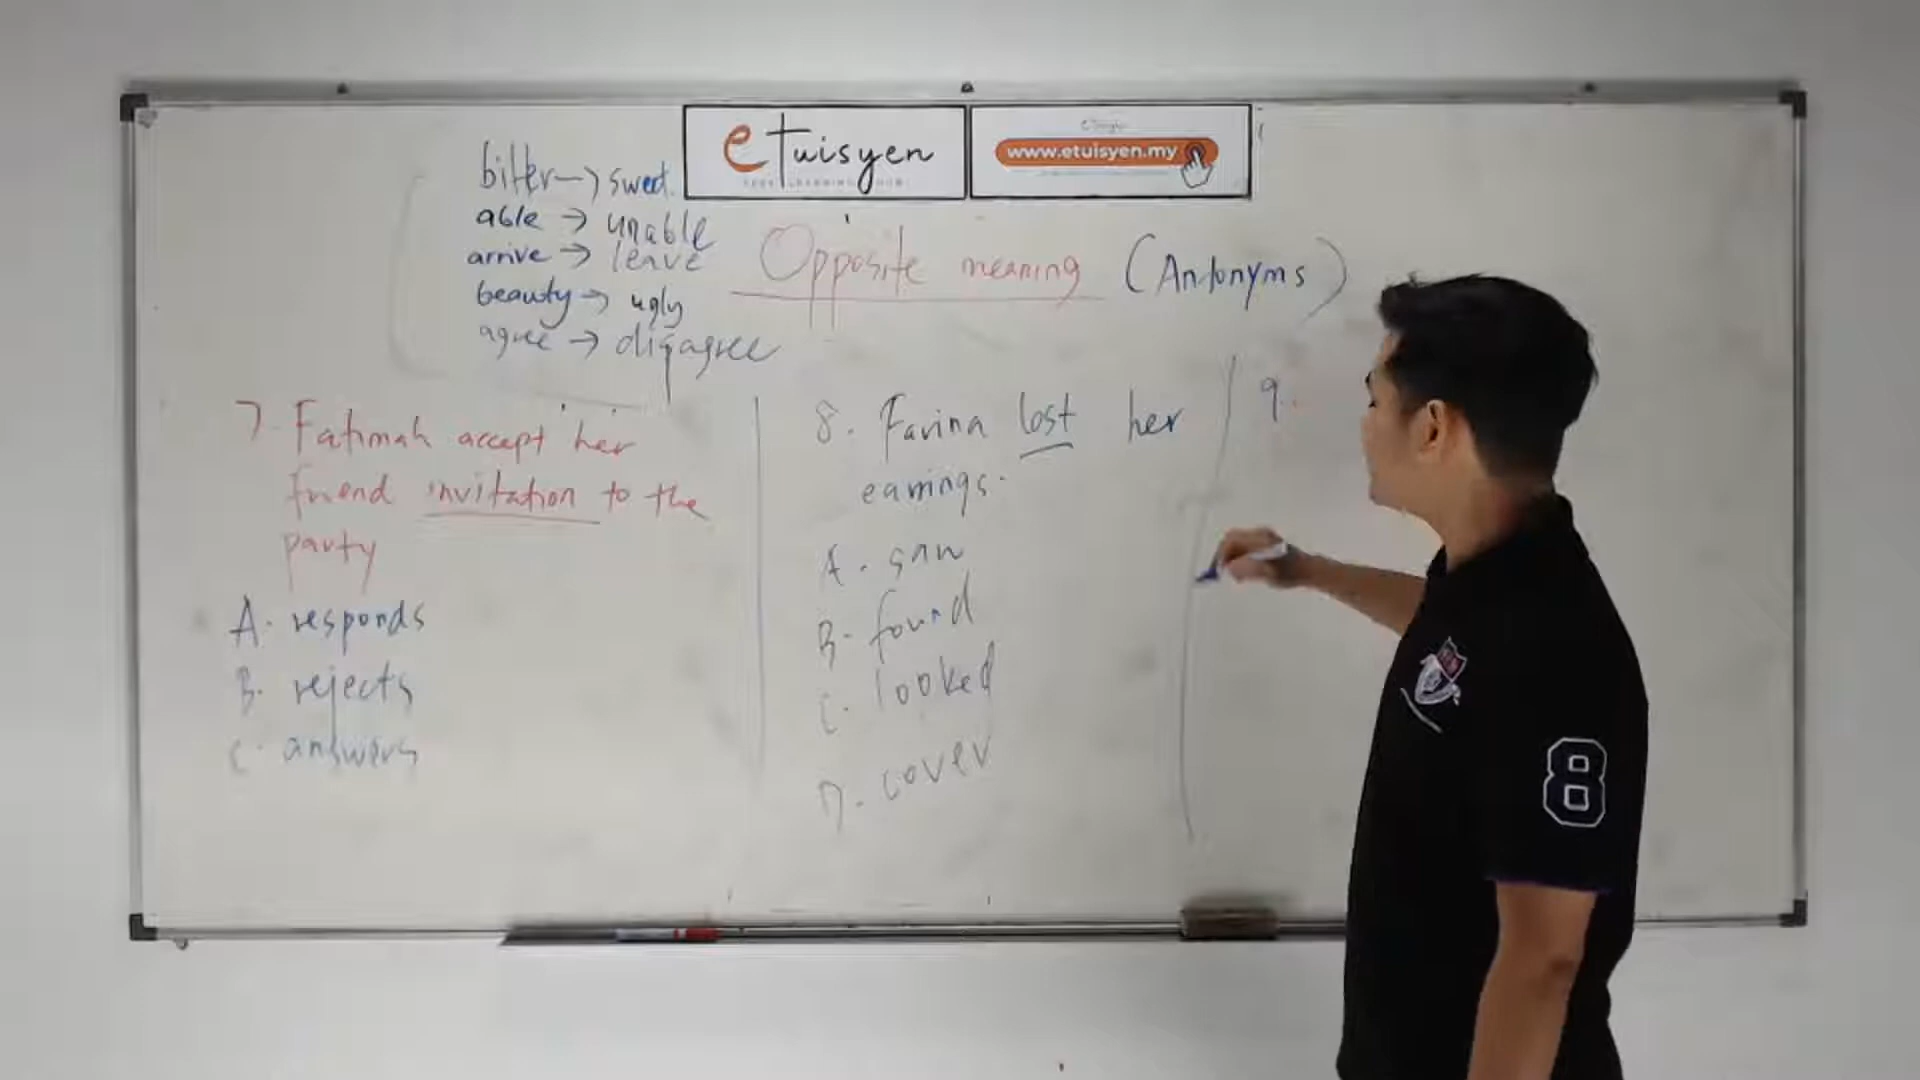 etuisyen
www.etuisyen.my
bitter → sweet
able → unable
arrive → leave
beauty → ugly
agree → disagree
Opposite meaning (Antonyms)
7. Fatimah accept her
friend invitation to the
party
A. responds
B. rejects
C. answers
8. Farina lost her
earrings.
A. saw
B. found
C. looked
D. cover
9.
8